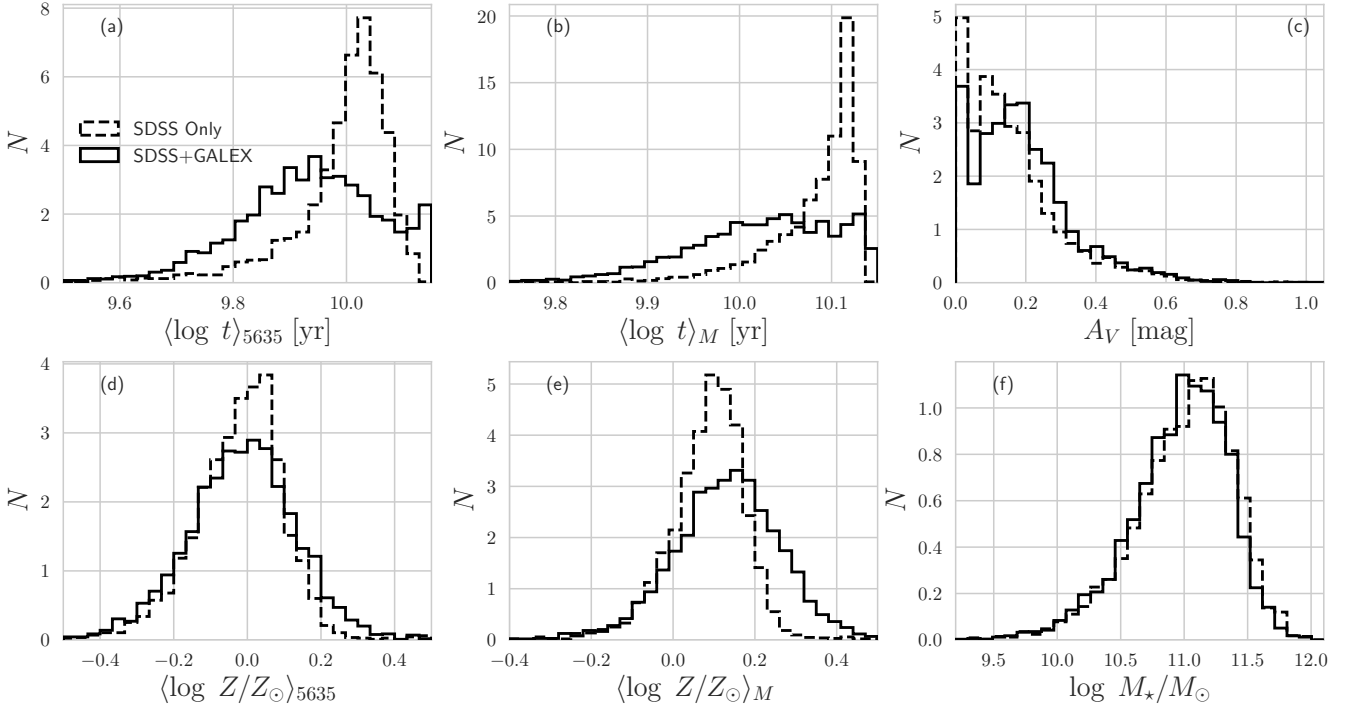 (a)
8
6
4
2
0
N
SDSS Only
SDSS+GALEX
9.6 9.8 10.0
⟨log t⟩5635 [yr]
(b)
20
15
10
5
0
N
9.8 9.9 10.0 10.1
⟨log t⟩M [yr]
(c)
5
4
3
2
1
0
N
0.0 0.2 0.4 0.6 0.8 1.0
AV [mag]
(d)
4
3
2
1
0
N
−0.4 −0.2 0.0 0.2 0.4
⟨log Z/Z⊙⟩5635
(e)
5
4
3
2
1
0
N
−0.4 −0.2 0.0 0.2 0.4
⟨log Z/Z⊙⟩M
(f)
1.0
0.8
0.6
0.4
0.2
0.0
N
9.5 10.0 10.5 11.0 11.5 12.0
log M⋆/M⊙